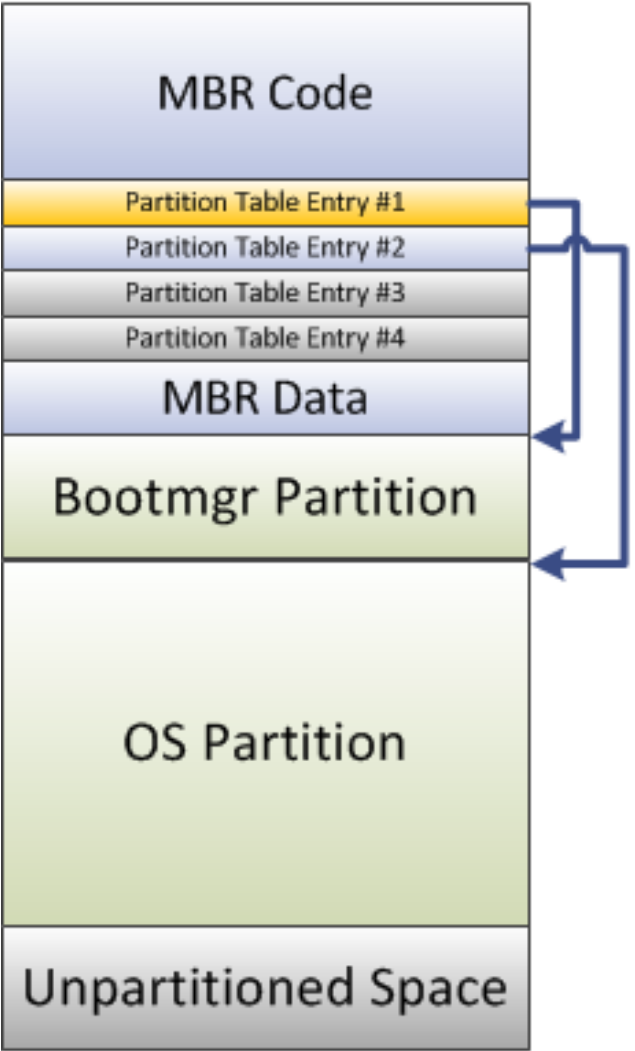 MBR Code
Partition Table Entry #1
Partition Table Entry #2
Partition Table Entry #3
Partition Table Entry #4
MBR Data
Bootmgr Partition
OS Partition
Unpartitioned Space